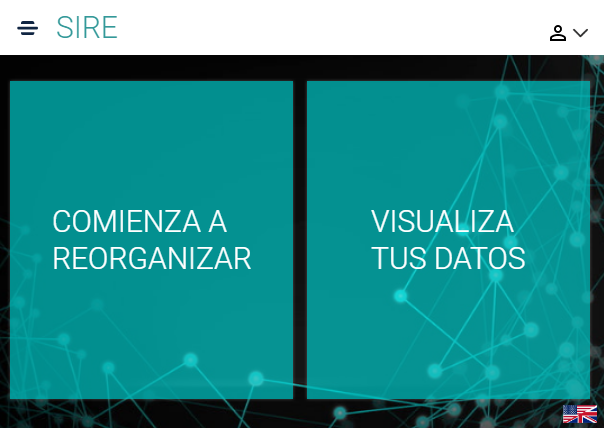 SIRE
COMIENZA A
REORGANIZAR
VISUALIZA
TUS DATOS